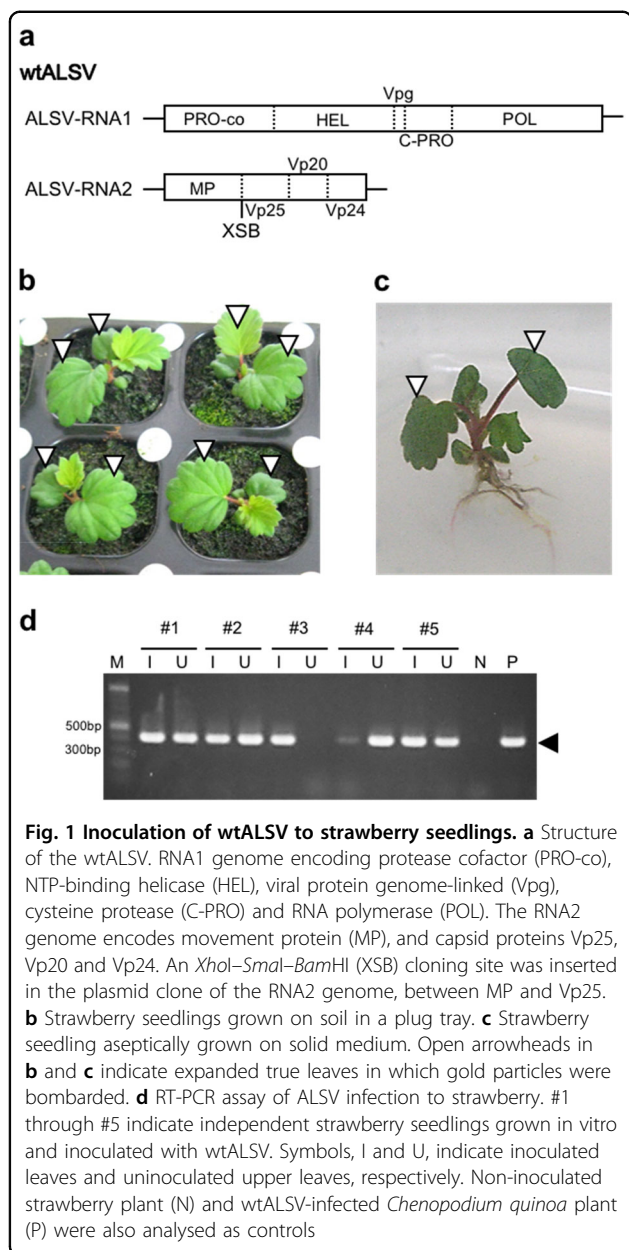 a
wtALSV
Vpg
ALSV-RNA1 PRO-co HEL POL
C-PRO
Vp20
ALSV-RNA2 MP
Vp25 Vp24
XSB
b c
d
#1 #2 #3 #4 #5
M I U I U I U I U I U N P
500bp
300bp
Fig. 1 Inoculation of wtALSV to strawberry seedlings. a Structure
of the wtALSV. RNA1 genome encoding protease cofactor (PRO-co),
NTP-binding helicase (HEL), viral protein genome-linked (Vpg),
cysteine protease (C-PRO) and RNA polymerase (POL). The RNA2
genome encodes movement protein (MP), and capsid proteins Vp25,
Vp20 and Vp24. An XhoI–SmaI–BamHI (XSB) cloning site was inserted
in the plasmid clone of the RNA2 genome, between MP and Vp25.
b Strawberry seedlings grown on soil in a plug tray. c Strawberry
seedling aseptically grown on solid medium. Open arrowheads in
b and c indicate expanded true leaves in which gold particles were
bombarded. d RT-PCR assay of ALSV infection to strawberry. #1
through #5 indicate independent strawberry seedlings grown in vitro
and inoculated with wtALSV. Symbols, I and U, indicate inoculated
leaves and uninoculated upper leaves, respectively. Non-inoculated
strawberry plant (N) and wtALSV-infected Chenopodium quinoa plant
(P) were also analysed as controls